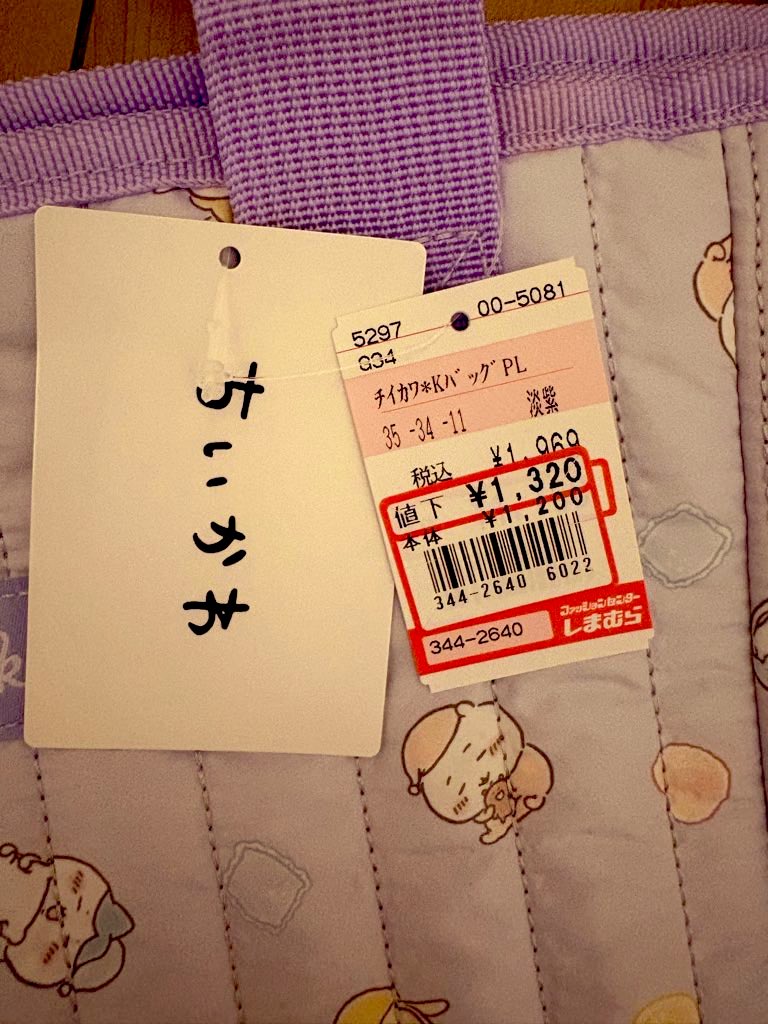 ちいかわ
5297 00-5081
G34
チイカワ*Kバッグ PL
35 -34 -11 淡紫
税込 ¥1,969
値下 ¥1,320
本体 ¥1,200
344-2640 6022
344-2640
ファッションセンター
しまむら
k